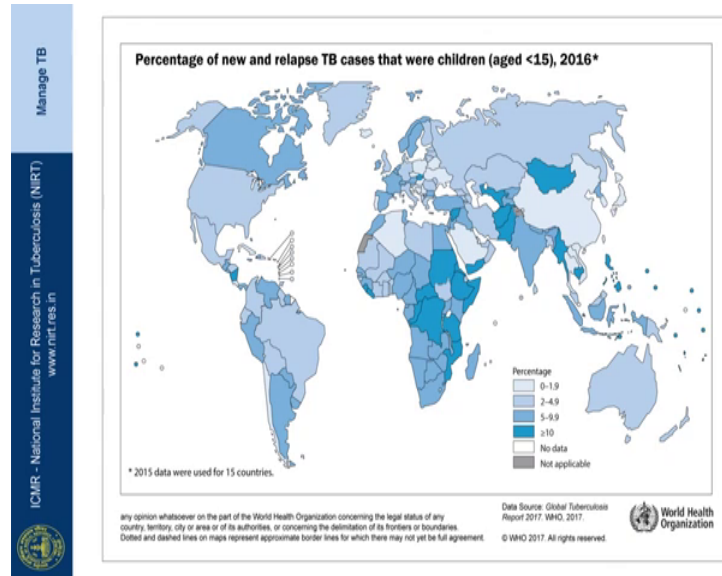 Manage TB
ICMR - National Institute for Research in Tuberculosis (NIRT)
www.nirt.res.in
Percentage of new and relapse TB cases that were children (aged <15), 2016*
Percentage
0–1.9
2–4.9
5–9.9
≥10
No data
Not applicable
* 2015 data were used for 15 countries.
any opinion whatsoever on the part of the World Health Organization concerning the legal status of any
country, territory, city or area or of its authorities, or concerning the delimitation of its frontiers or boundaries.
Dotted and dashed lines on maps represent approximate border lines for which there may not yet be full agreement.
Data Source: Global Tuberculosis
Report 2017. WHO, 2017.
© WHO 2017. All rights reserved.
World Health
Organization